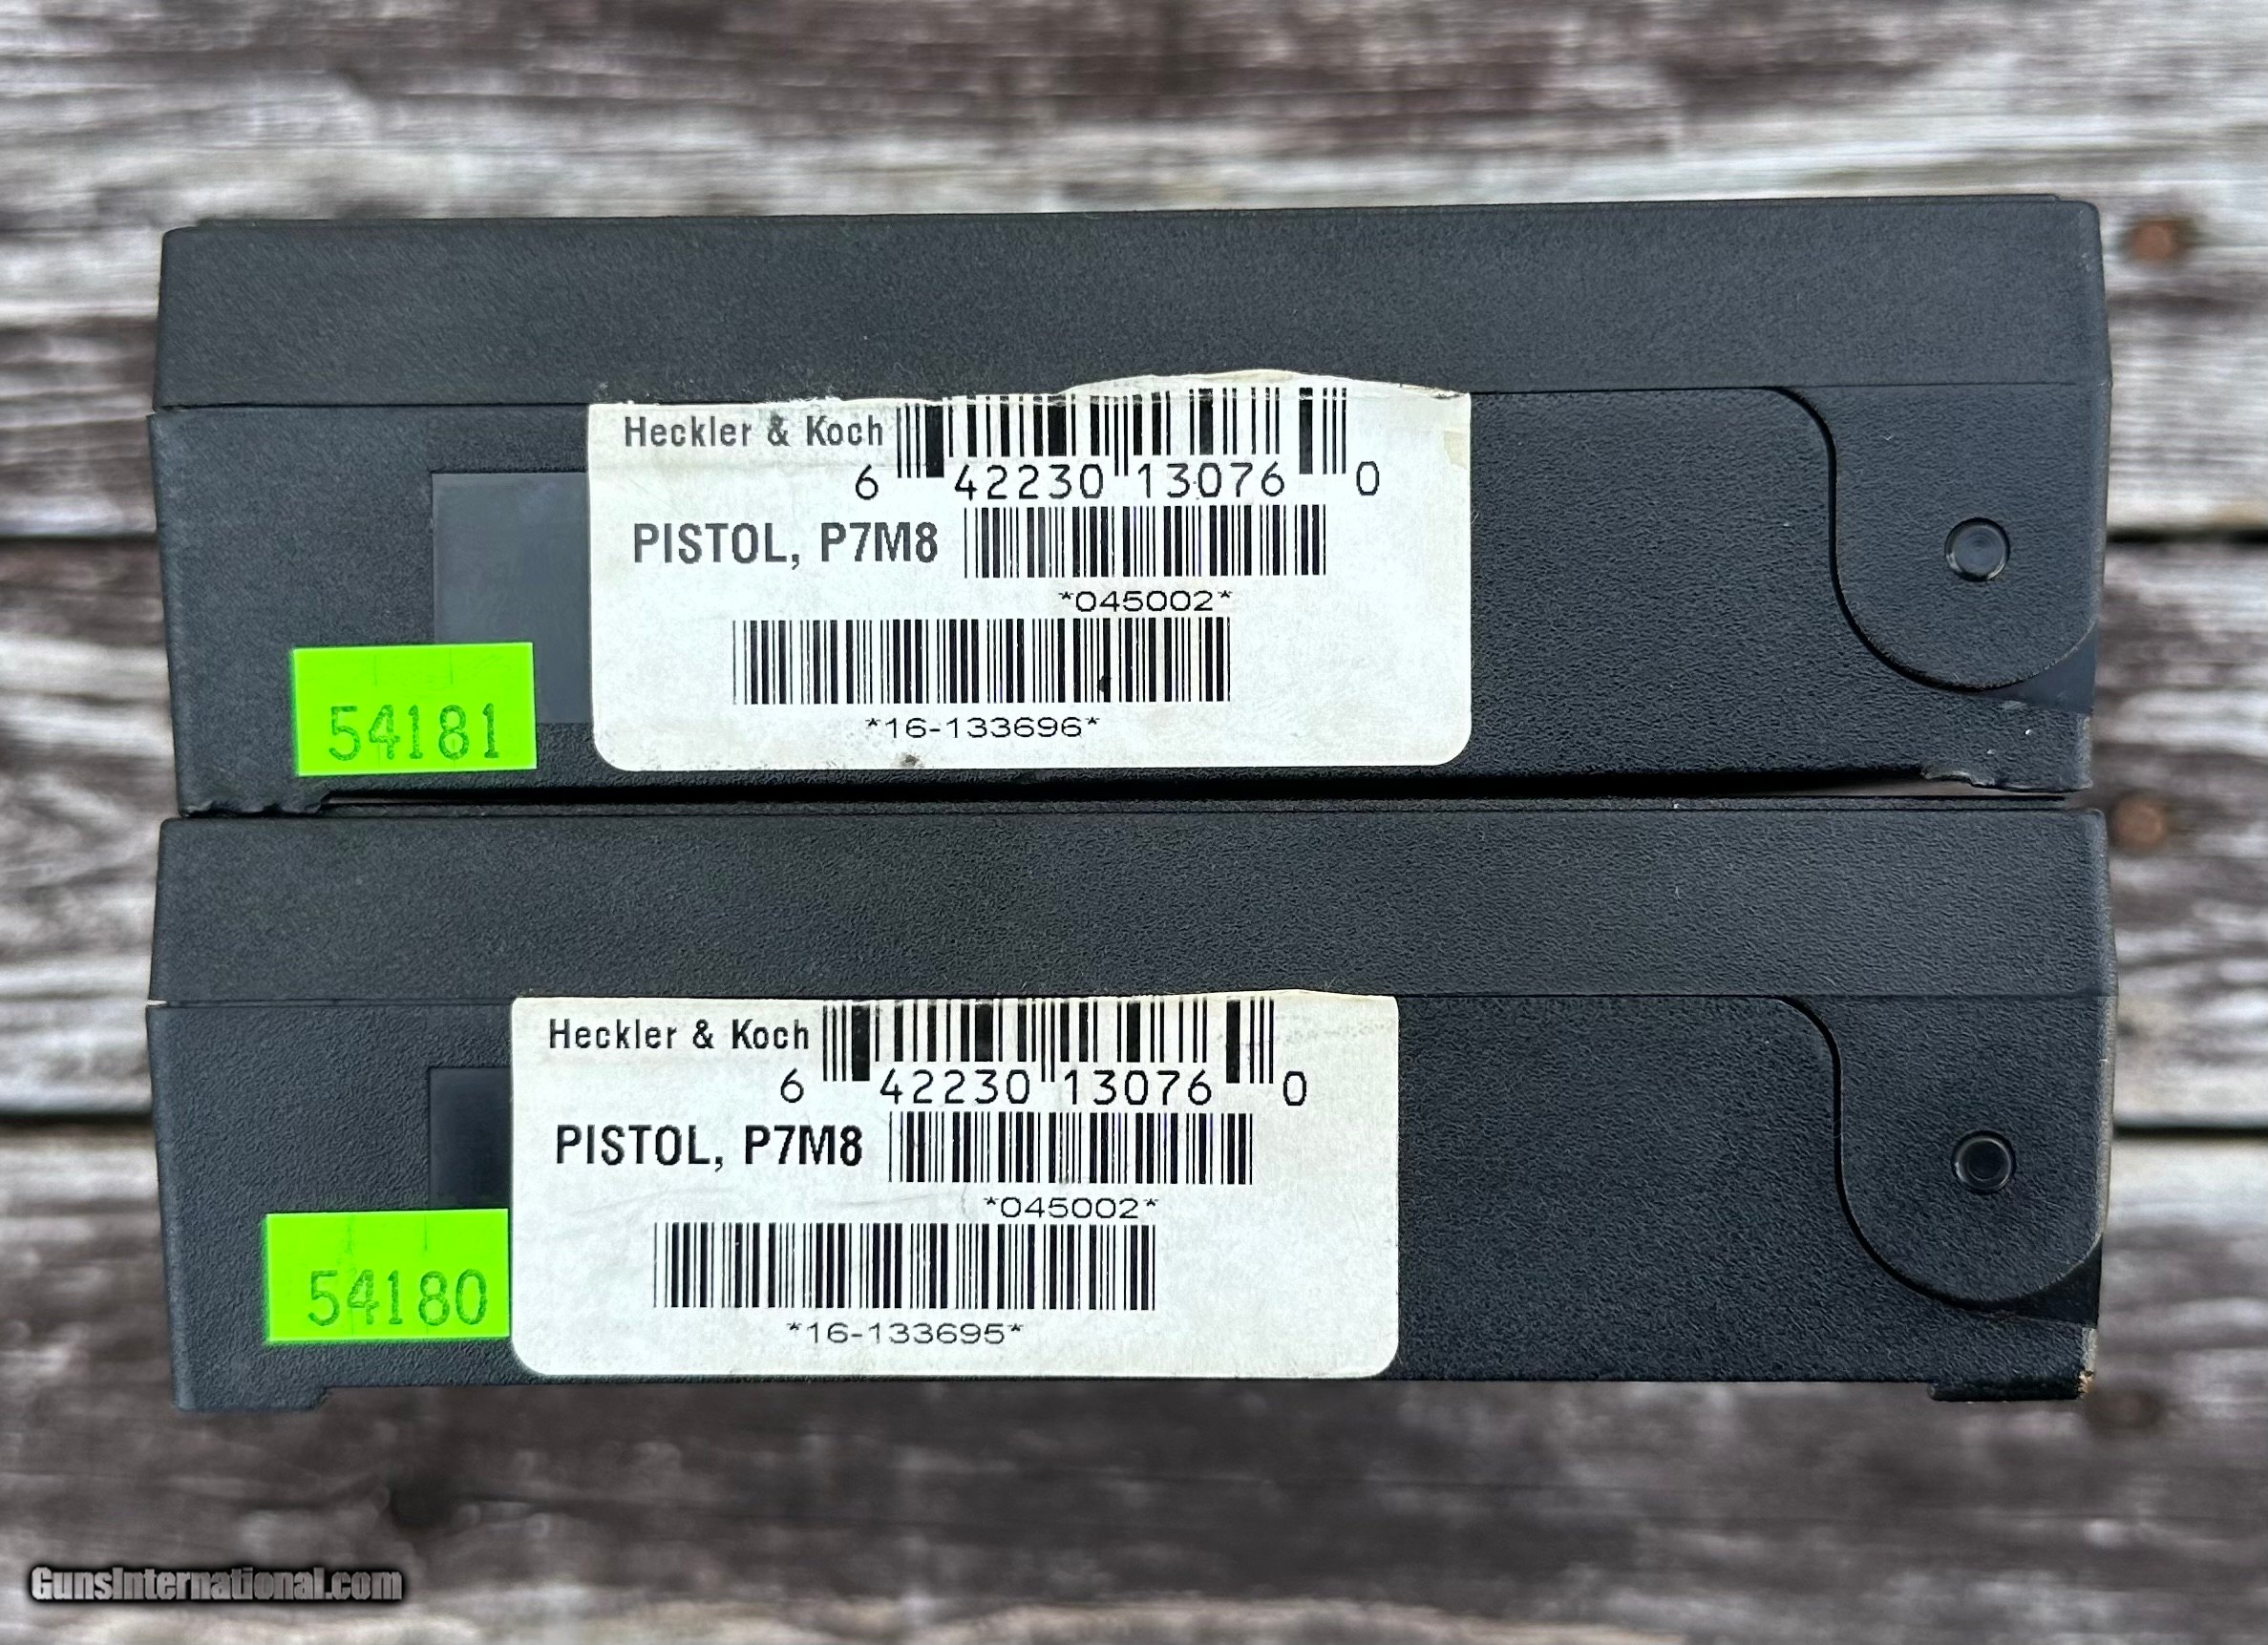 Heckler & Koch
6 42230 13076 0
PISTOL, P7M8
*045002*
*16-133696*
54181
Heckler & Koch
6 42230 13076 0
PISTOL, P7M8
*045002*
*16-133695*
54180
GunsInternational.com